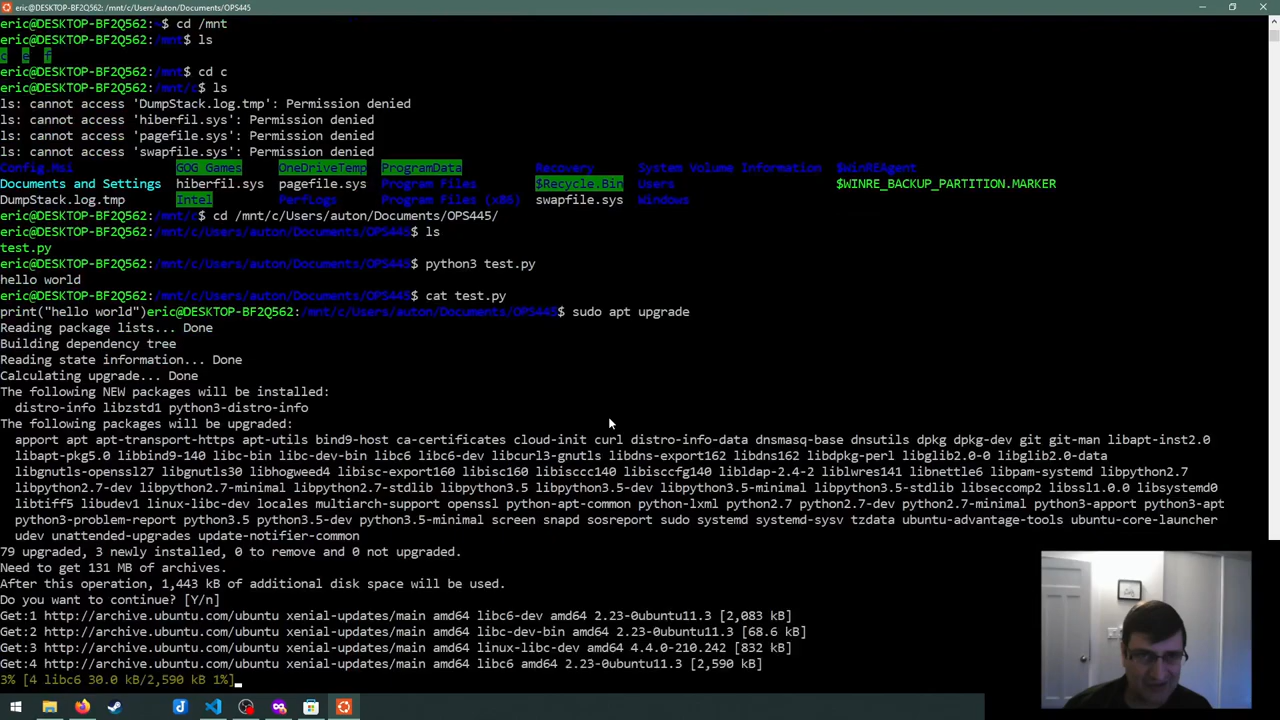 eric@DESKTOP-BF2Q562: /mnt/c/Users/auton/Documents/OPS445
eric@DESKTOP-BF2Q562:~$ cd /mnt
eric@DESKTOP-BF2Q562:/mnt$ ls
c e f
eric@DESKTOP-BF2Q562:/mnt$ cd c
eric@DESKTOP-BF2Q562:/mnt/c$ ls
ls: cannot access 'DumpStack.log.tmp': Permission denied
ls: cannot access 'hiberfil.sys': Permission denied
ls: cannot access 'pagefile.sys': Permission denied
ls: cannot access 'swapfile.sys': Permission denied
Config.Msi GOG Games OneDriveTemp ProgramData Recovery System Volume Information $WinREAgent
Documents and Settings hiberfil.sys pagefile.sys Program Files $Recycle.Bin Users $WINRE_BACKUP_PARTITION.MARKER
DumpStack.log.tmp Intel PerfLogs Program Files (x86) swapfile.sys Windows
eric@DESKTOP-BF2Q562:/mnt/c$ cd /mnt/c/Users/auton/Documents/OPS445/
eric@DESKTOP-BF2Q562:/mnt/c/Users/auton/Documents/OPS445$ ls
test.py
eric@DESKTOP-BF2Q562:/mnt/c/Users/auton/Documents/OPS445$ python3 test.py
hello world
eric@DESKTOP-BF2Q562:/mnt/c/Users/auton/Documents/OPS445$ cat test.py
print("hello world")eric@DESKTOP-BF2Q562:/mnt/c/Users/auton/Documents/OPS445$ sudo apt upgrade
Reading package lists... Done
Building dependency tree
Reading state information... Done
Calculating upgrade... Done
The following NEW packages will be installed:
distro-info libzstd1 python3-distro-info
The following packages will be upgraded:
apport apt apt-transport-https apt-utils bind9-host ca-certificates cloud-init curl distro-info-data dnsmasq-base dnsutils dpkg dpkg-dev git git-man libapt-inst2.0
libapt-pkg5.0 libbind9-140 libc-bin libc-dev-bin libc6 libc6-dev libcurl3-gnutls libdns-export162 libdns162 libdpkg-perl libglib2.0-0 libglib2.0-data
libgnutls-openssl27 libgnutls30 libhogweed4 libisc-export160 libisc160 libisccc140 libisccfg140 libldap-2.4-2 liblwres141 libnettle6 libpam-systemd libpython2.7
libpython2.7-dev libpython2.7-minimal libpython2.7-stdlib libpython3.5 libpython3.5-dev libpython3.5-minimal libpython3.5-stdlib libseccomp2 libssl1.0.0 libsystemd0
libtiff5 libudev1 linux-libc-dev locales multiarch-support openssl python-apt-common python-lxml python2.7 python2.7-dev python2.7-minimal python3-apport python3-apt
python3-problem-report python3.5 python3.5-dev python3.5-minimal screen snapd sosreport sudo systemd systemd-sysv tzdata ubuntu-advantage-tools ubuntu-core-launcher
udev unattended-upgrades update-notifier-common
79 upgraded, 3 newly installed, 0 to remove and 0 not upgraded.
Need to get 131 MB of archives.
After this operation, 1,443 kB of additional disk space will be used.
Do you want to continue? [Y/n]
Get:1 http://archive.ubuntu.com/ubuntu xenial-updates/main amd64 libc6-dev amd64 2.23-0ubuntu11.3 [2,083 kB]
Get:2 http://archive.ubuntu.com/ubuntu xenial-updates/main amd64 libc-dev-bin amd64 2.23-0ubuntu11.3 [68.6 kB]
Get:3 http://archive.ubuntu.com/ubuntu xenial-updates/main amd64 linux-libc-dev amd64 4.4.0-210.242 [832 kB]
Get:4 http://archive.ubuntu.com/ubuntu xenial-updates/main amd64 libc6 amd64 2.23-0ubuntu11.3 [2,590 kB]
3% [4 libc6 30.0 kB/2,590 kB 1%]